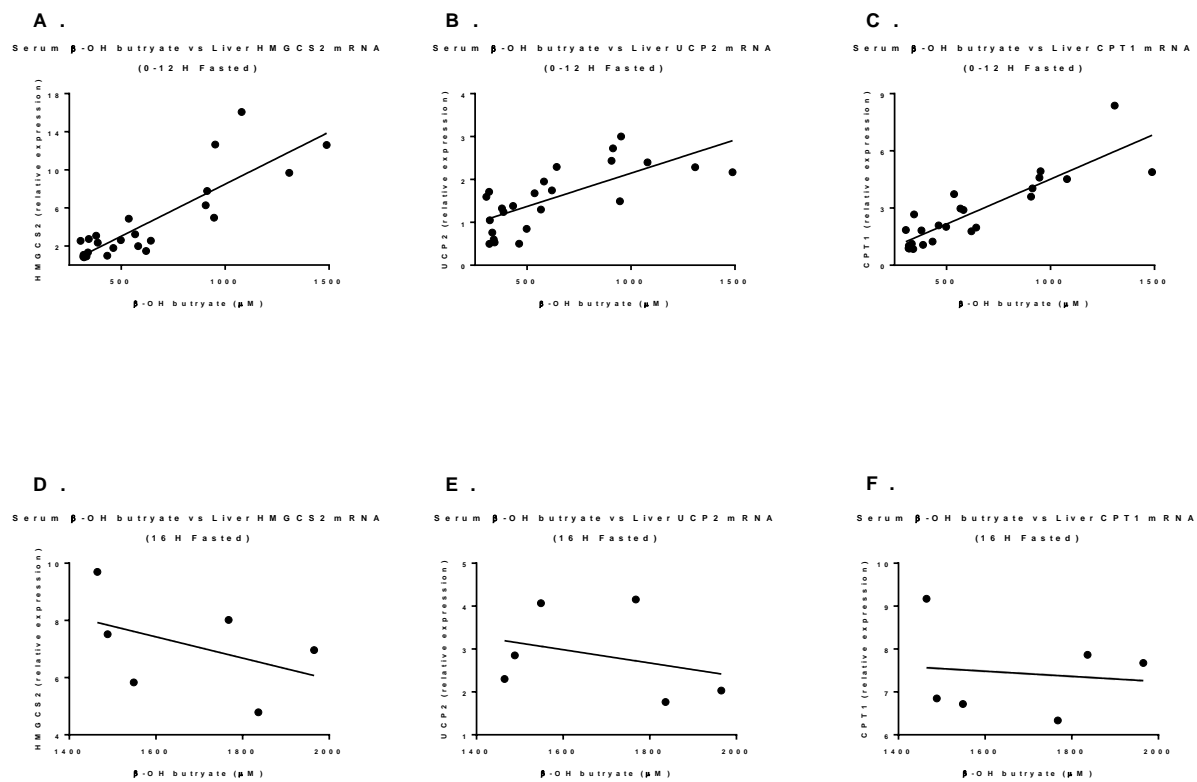 A .
Serum β-OH butryate vs Liver HMGCS2 mRNA
(0-12 H Fasted)
HMGCS2 (relative expression)
18
14
10
6
2
500
1000
1500
β-OH butryate (μM)
B .
Serum β-OH butryate vs Liver UCP2 mRNA
(0-12 H Fasted)
UCP2 (relative expression)
4
3
2
1
0
500
1000
1500
β-OH butryate (μM)
C .
Serum β-OH butryate vs Liver CPT1 mRNA
(0-12 H Fasted)
CPT1 (relative expression)
9
6
3
0
500
1000
1500
β-OH butryate (μM)
D .
Serum β-OH butryate vs Liver HMGCS2 mRNA
(16 H Fasted)
HMGCS2 (relative expression)
10
8
6
4
1400
1600
1800
2000
β-OH butryate (μM)
E .
Serum β-OH butryate vs Liver UCP2 mRNA
(16 H Fasted)
UCP2 (relative expression)
5
4
3
2
1
1400
1600
1800
2000
β-OH butryate (μM)
F .
Serum β-OH butryate vs Liver CPT1 mRNA
(16 H Fasted)
CPT1 (relative expression)
10
9
8
7
6
1400
1600
1800
2000
β-OH butryate (μM)